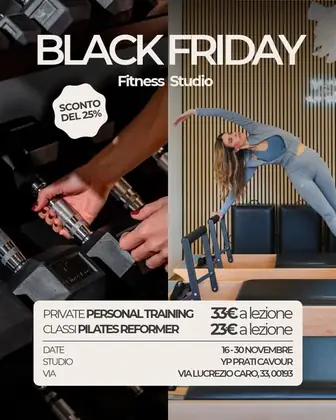 BLACK FRIDAY
Fitness Studio
SCONTO
DEL 25%
PRIVATE PERSONAL TRAINING 33€ a lezione
CLASSI PILATES REFORMER 23€ a lezione
DATE 16 - 30 NOVEMBRE
STUDIO YP PRATI CAVOUR
VIA VIA LUCREZIO CARO, 33, 00193